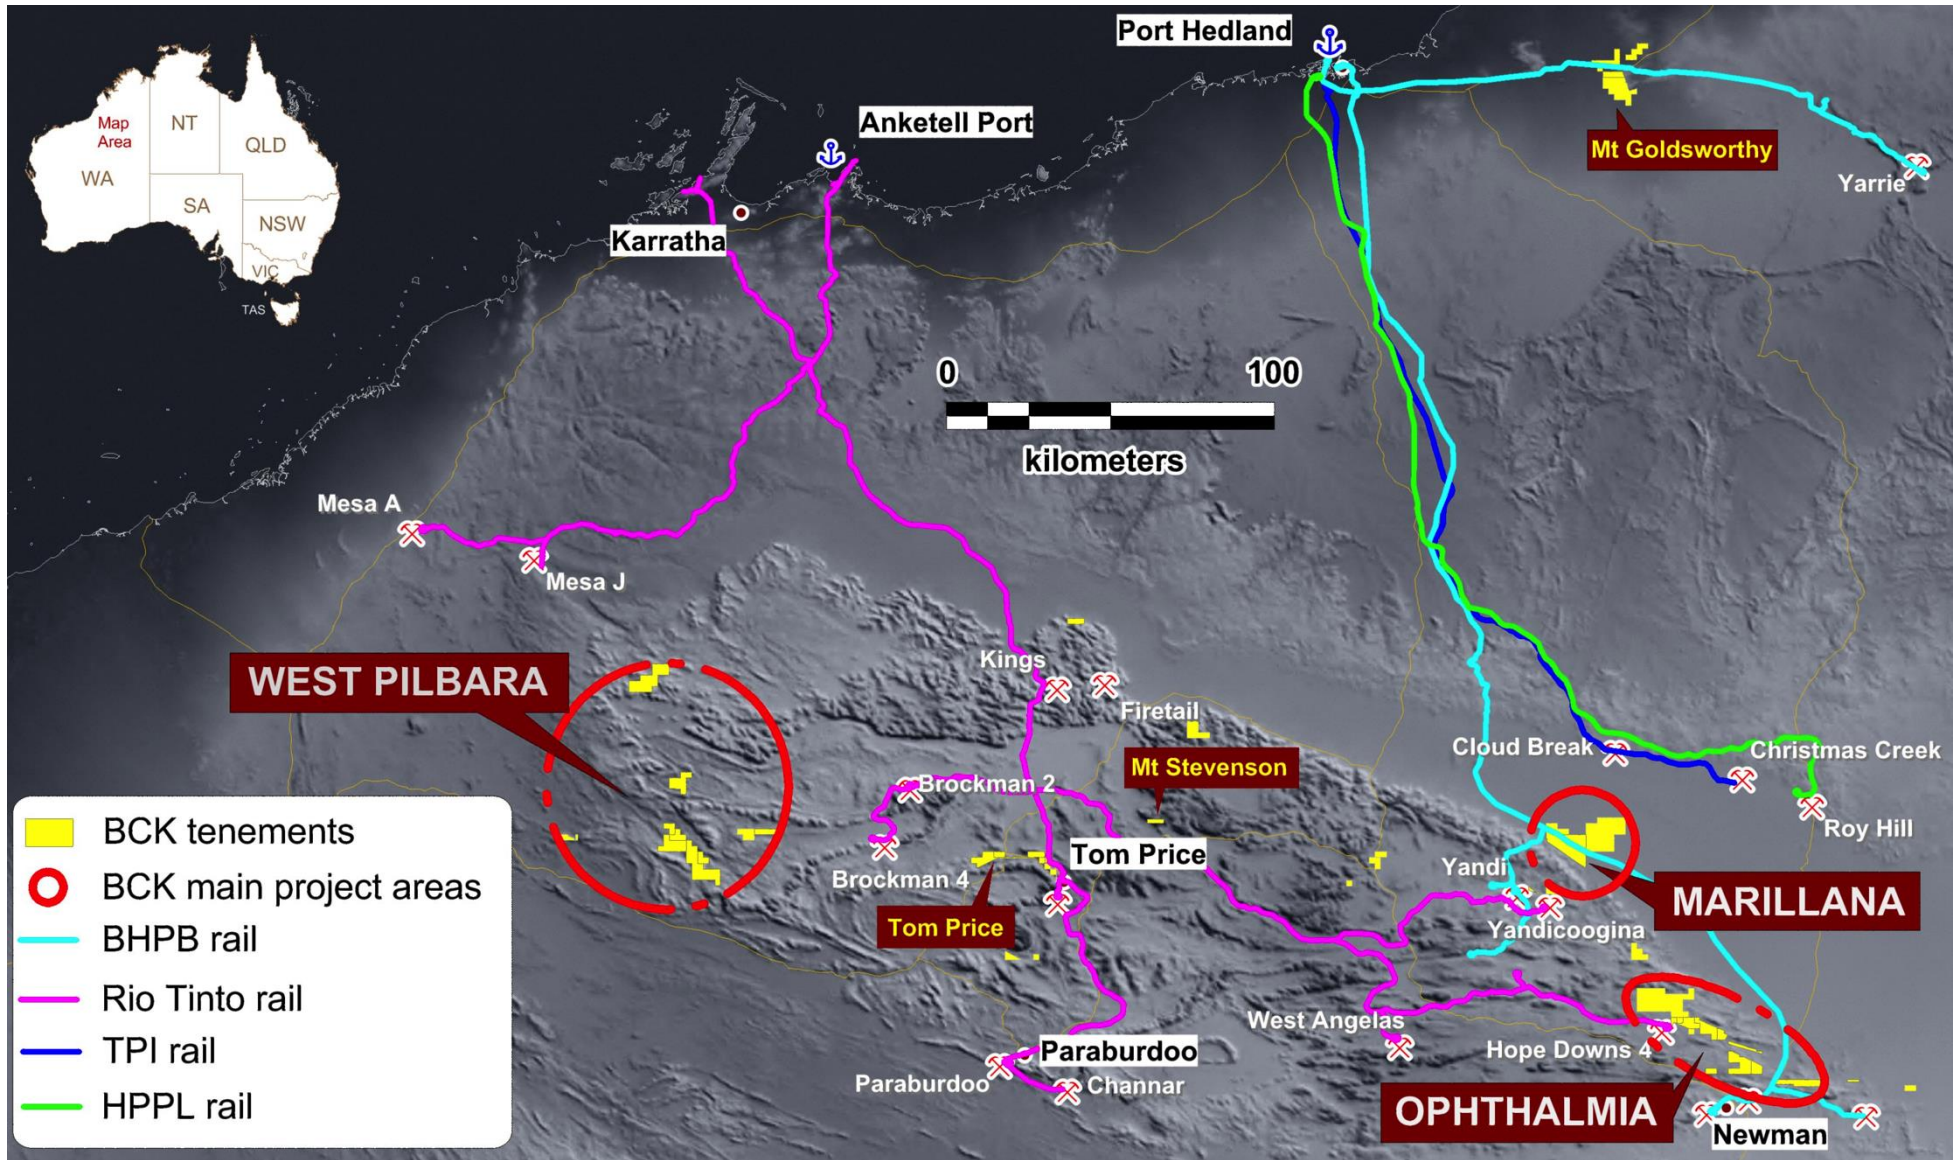 Port Hedland
Anketell Port
Map
Area
NT
QLD
WA
SA
NSW
VIC
TAS
Mt Goldsworthy
Yarrie
Karratha
0
100
kilometers
Mesa A
Mesa J
WEST PILBARA
Kings
Firetail
Mt Stevenson
Cloud Break
Christmas Creek
Roy Hill
Brockman 2
Brockman 4
Tom Price
Tom Price
Yandi
MARILLANA
Yandicoogina
West Angelas
Hope Downs 4
Paraburdoo
Paraburdoo
Channar
OPHTHALMIA
Newman
BCK tenements
BCK main project areas
BHPB rail
Rio Tinto rail
TPI rail
HPPL rail